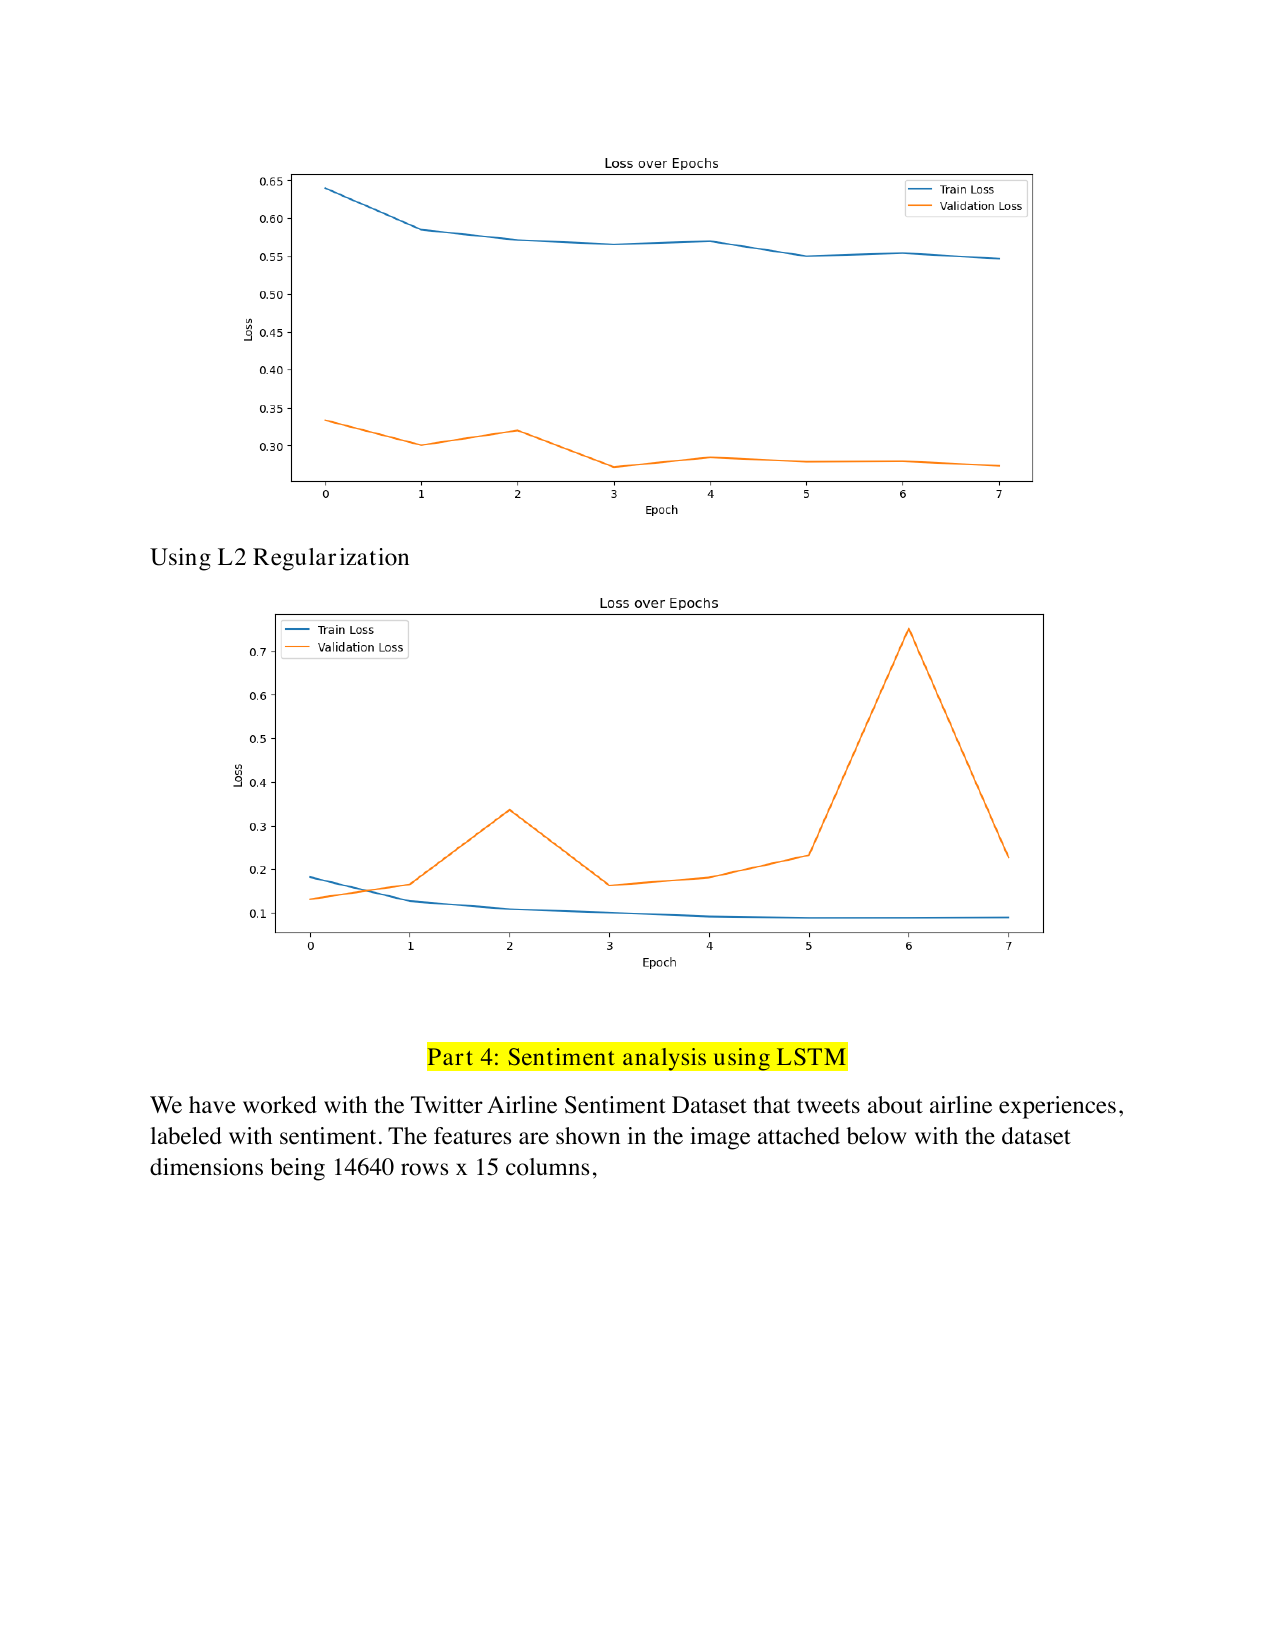 Loss over Epochs
0.65
0.60
0.55
0.50
0.45
0.40
0.35
0.30
Loss
Train Loss
Validation Loss
0 1 2 3 4 5 6 7
Epoch
Using L2 Regularization
Loss over Epochs
Train Loss
Validation Loss
0.7
0.6
0.5
0.4
0.3
0.2
0.1
Loss
0 1 2 3 4 5 6 7
Epoch
Part 4: Sentiment analysis using LSTM
We have worked with the Twitter Airline Sentiment Dataset that tweets about airline experiences,
labeled with sentiment. The features are shown in the image attached below with the dataset
dimensions being 14640 rows x 15 columns,